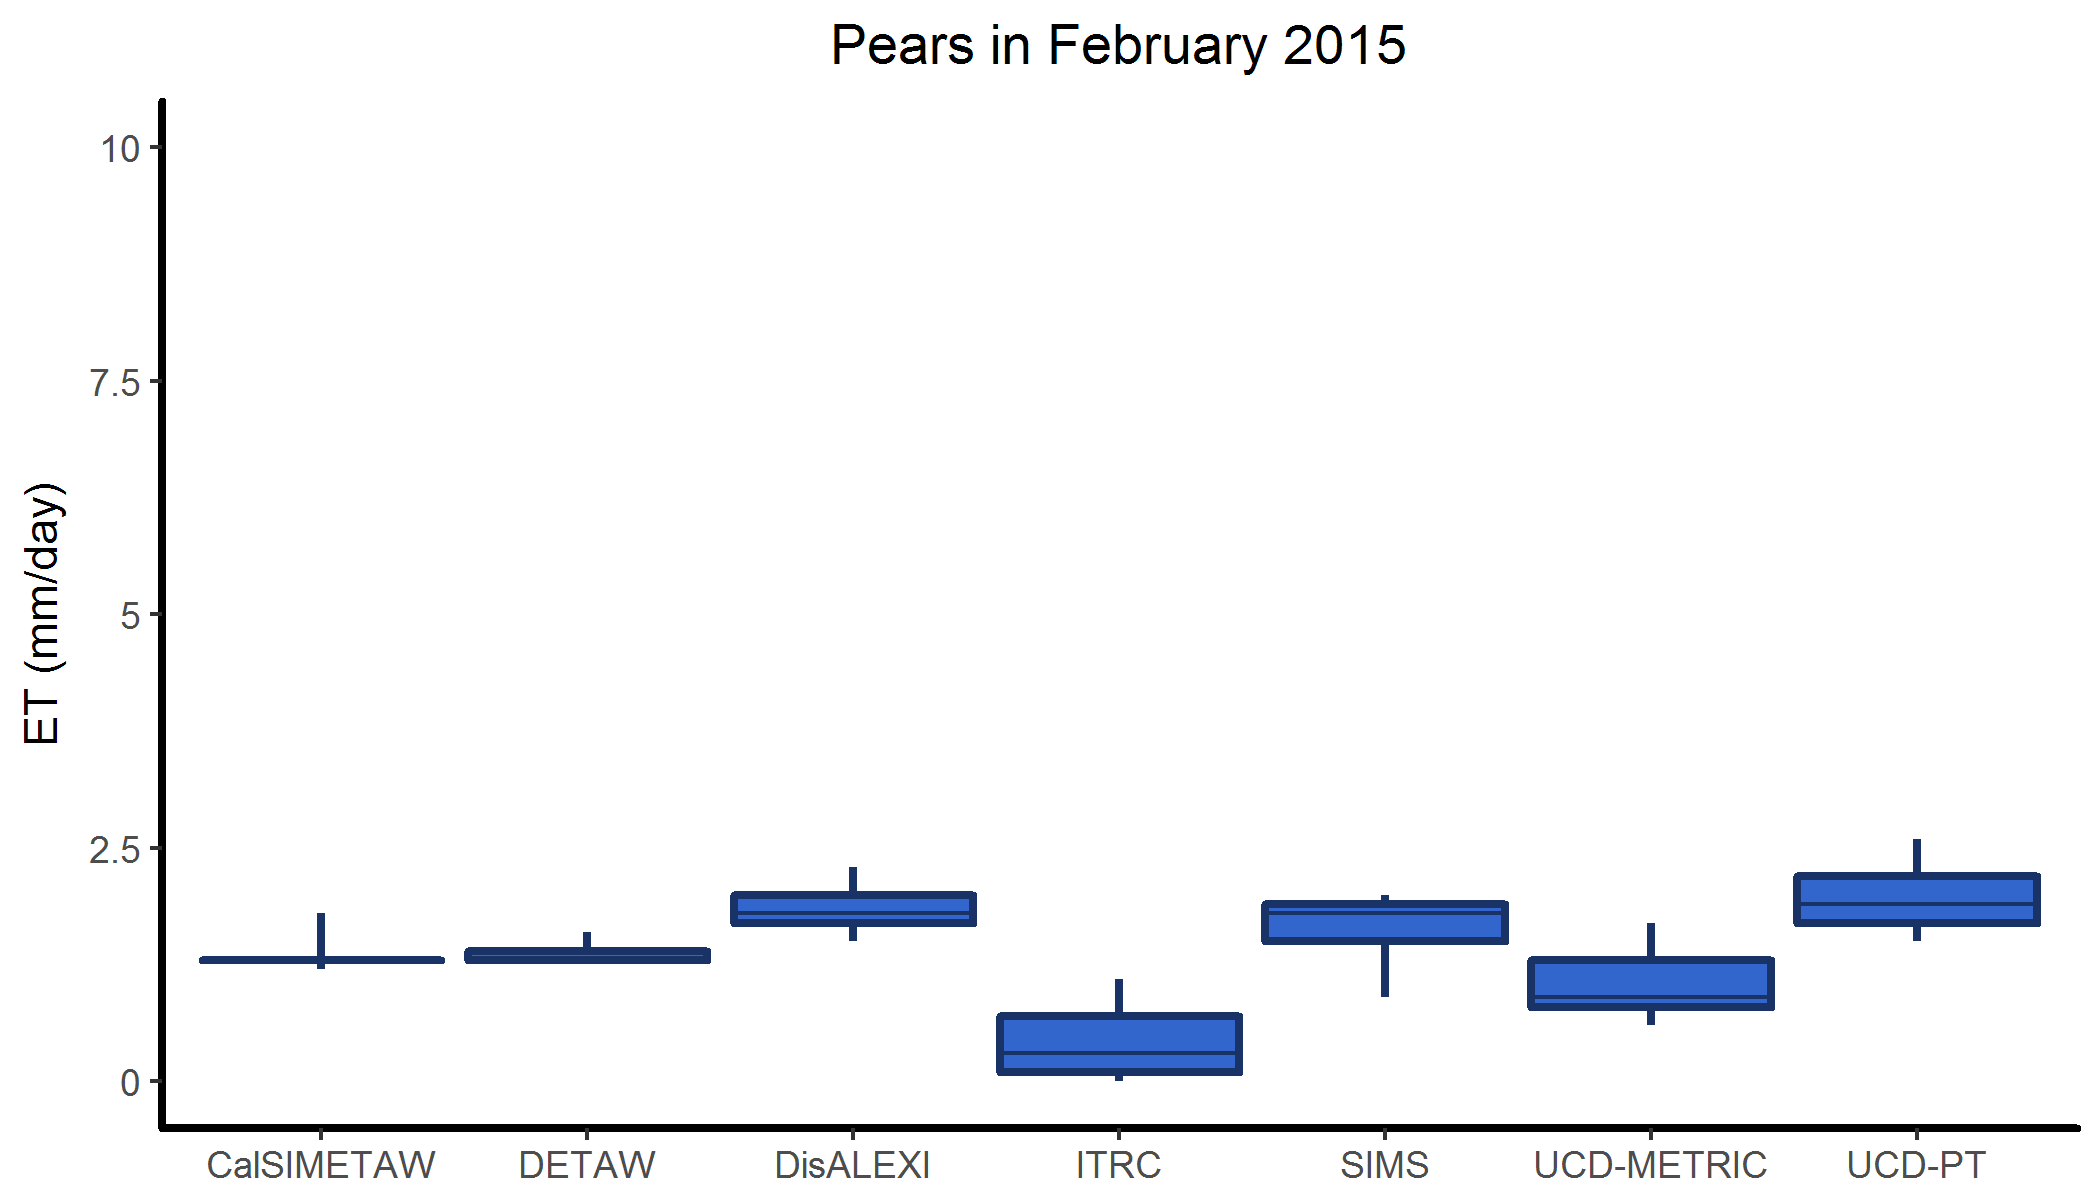 Pears in February 2015
ET (mm/day)
10
7.5
5
2.5
0
CalSIMETAW DETAW DisALEXI ITRC SIMS UCD-METRIC UCD-PT